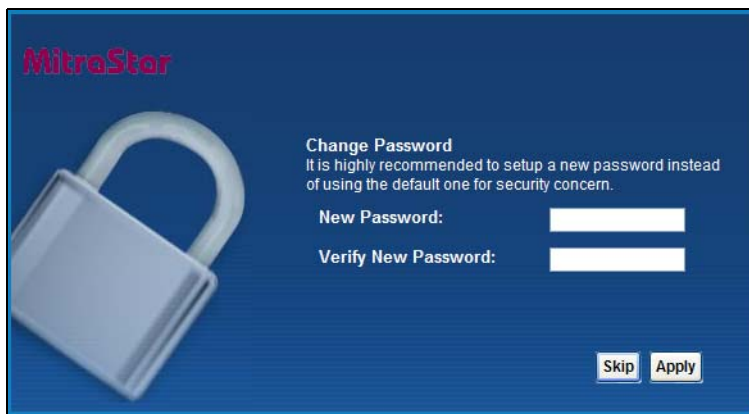 MitraStar
Change Password
It is highly recommended to setup a new password instead
of using the default one for security concern.
New Password:
Verify New Password:
Skip Apply